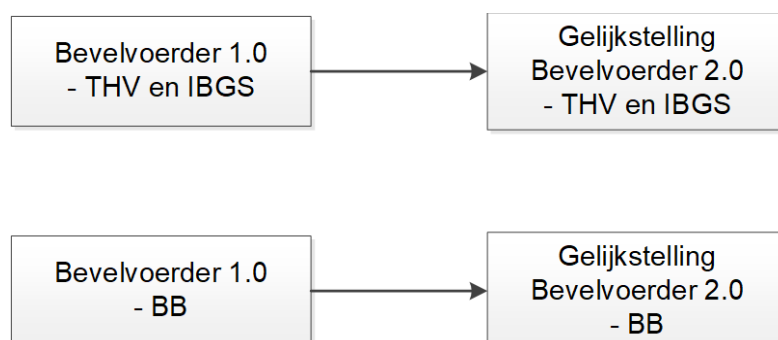 Bevelvoerder 1.0
- THV en IBGS
Gelijkstelling
Bevelvoerder 2.0
- THV en IBGS
Bevelvoerder 1.0
- BB
Gelijkstelling
Bevelvoerder 2.0
- BB